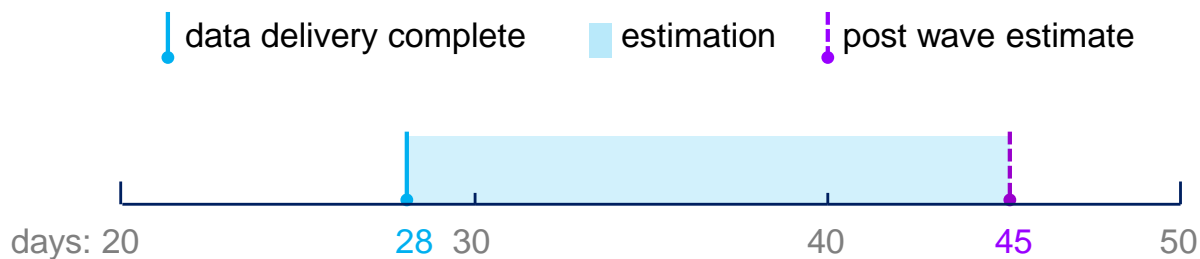 data delivery complete estimation post wave estimate
days: 20 28 30 40 45 50